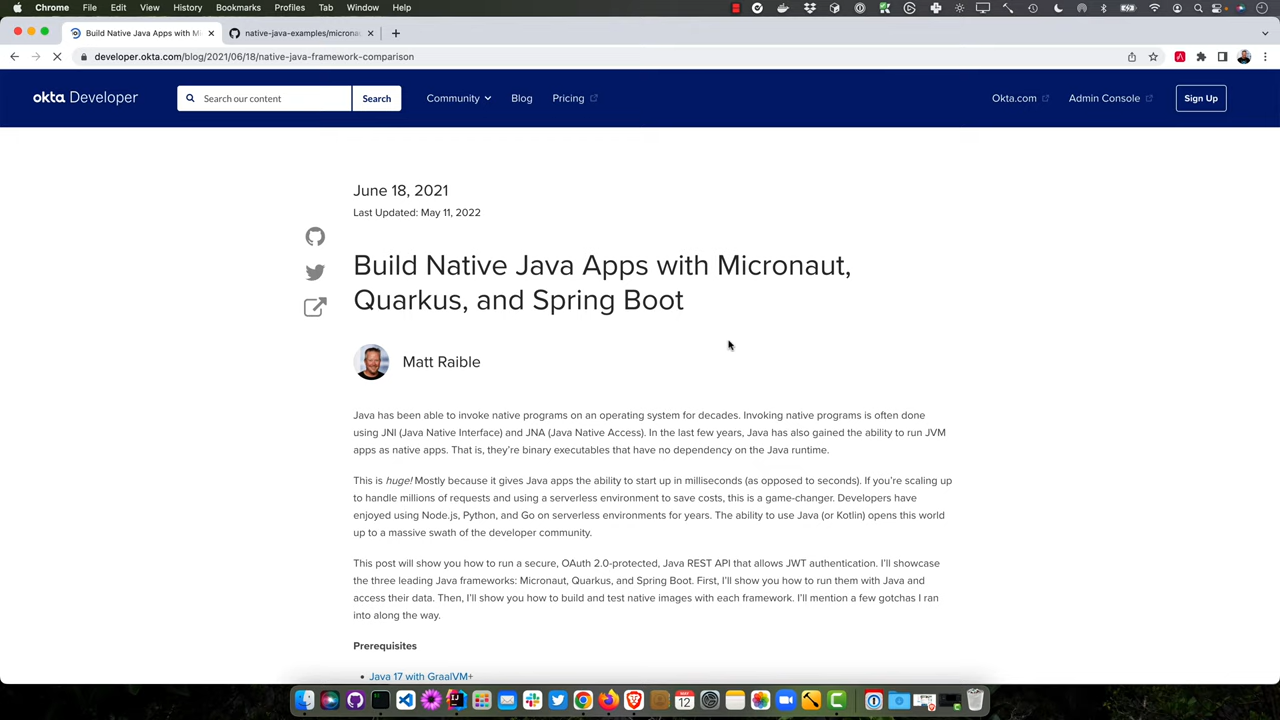 Chrome File Edit View History Bookmarks Profiles Tab Window Help
Build Native Java Apps with M
native-java-examples/microna
developer.okta.com/blog/2021/06/18/native-java-framework-comparison
okta Developer
Search our content
Search
Community
Blog
Pricing
Okta.com
Admin Console
Sign Up
June 18, 2021
Last Updated: May 11, 2022
Build Native Java Apps with Micronaut,
Quarkus, and Spring Boot
Matt Raible
Java has been able to invoke native programs on an operating system for decades. Invoking native programs is often done
using JNI (Java Native Interface) and JNA (Java Native Access). In the last few years, Java has also gained the ability to run JVM
apps as native apps. That is, they're binary executables that have no dependency on the Java runtime.
This is huge! Mostly because it gives Java apps the ability to start up in milliseconds (as opposed to seconds). If you're scaling up
to handle millions of requests and using a serverless environment to save costs, this is a game-changer. Developers have
enjoyed using Node.js, Python, and Go on serverless environments for years. The ability to use Java (or Kotlin) opens this world
up to a massive swath of the developer community.
This post will show you how to run a secure, OAuth 2.0-protected, Java REST API that allows JWT authentication. I'll showcase
the three leading Java frameworks: Micronaut, Quarkus, and Spring Boot. First, I'll show you how to run them with Java and
access their data. Then, I'll show you how to build and test native images with each framework. I'll mention a few gotchas I ran
into along the way.
Prerequisites
• Java 17 with GraalVM+
12